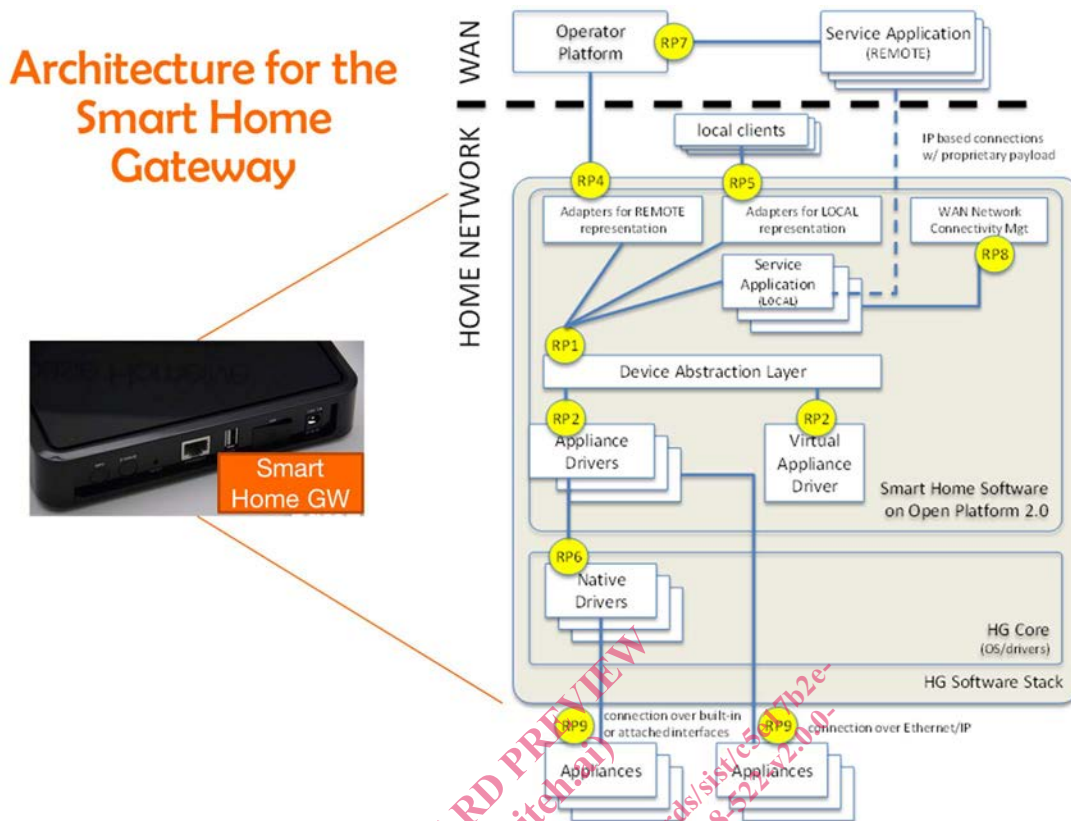 Architecture for the
Smart Home
Gateway
WAN
HOME NETWORK
Operator
Platform
RP7
Service Application
(REMOTE)
local clients
IP based connections
w/ proprietary payload
RP4
RP5
Adapters for REMOTE
representation
Adapters for LOCAL
representation
WAN Network
Connectivity Mgt
RP8
Service
Application
(LOCAL)
RP1
Device Abstraction Layer
RP2
RP2
Appliance
Drivers
Virtual
Appliance
Driver
Smart Home Software
on Open Platform 2.0
Smart
Home GW
RP6
Native
Drivers
HG Core
(OS/drivers)
HG Software Stack
RP9
connection over built-in
or attached interfaces
RP9
connection over Ethernet/IP
Appliances
Appliances
RD PREVIEW
iteh.ai)